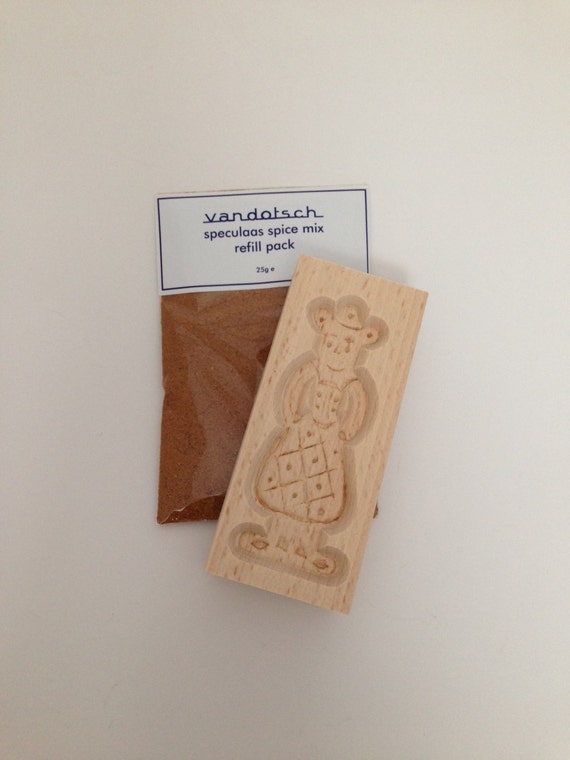 vandotsch
speculaas spice mix
refill pack
25g e